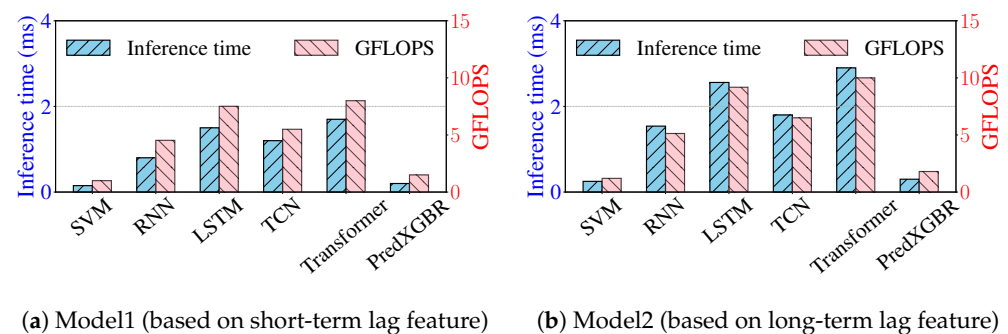 Inference time (ms)
4
2
0
Inference time
GFLOPS
15
10
5
0
GFLOPS
SVM
RNN
LSTM
TCN
Transformer
PredXGBR
(a) Model1 (based on short-term lag feature)
Inference time (ms)
4
2
0
Inference time
GFLOPS
15
10
5
0
GFLOPS
SVM
RNN
LSTM
TCN
Transformer
PredXGBR
(b) Model2 (based on long-term lag feature)